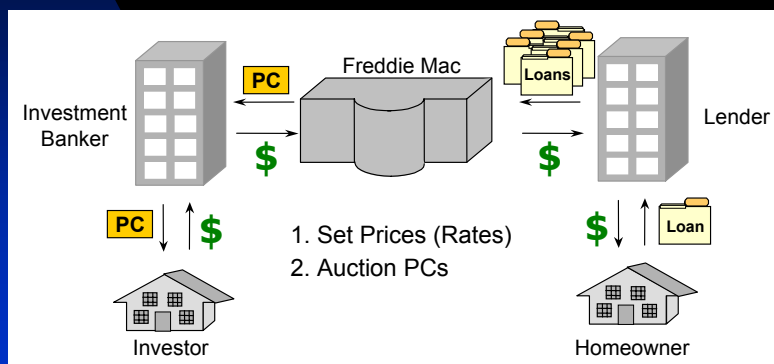 Freddie Mac
PC
Loans
Investment
Banker
Lender
$
$
PC
$
1. Set Prices (Rates)
2. Auction PCs
$
Loan
Investor
Homeowner